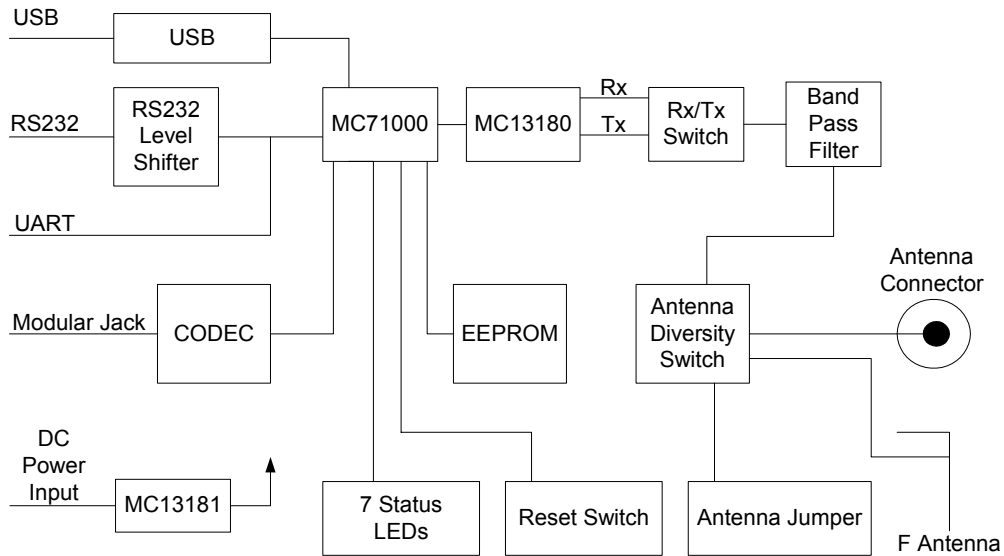 USB
USB
RS232
RS232
Level
Shifter
MC71000
MC13180
Rx
Tx
Rx/Tx
Switch
Band
Pass
Filter
UART
Modular Jack
CODEC
EEPROM
Antenna
Diversity
Switch
Antenna
Connector
DC
Power
Input
MC13181
7 Status
LEDs
Reset Switch
Antenna Jumper
F Antenna